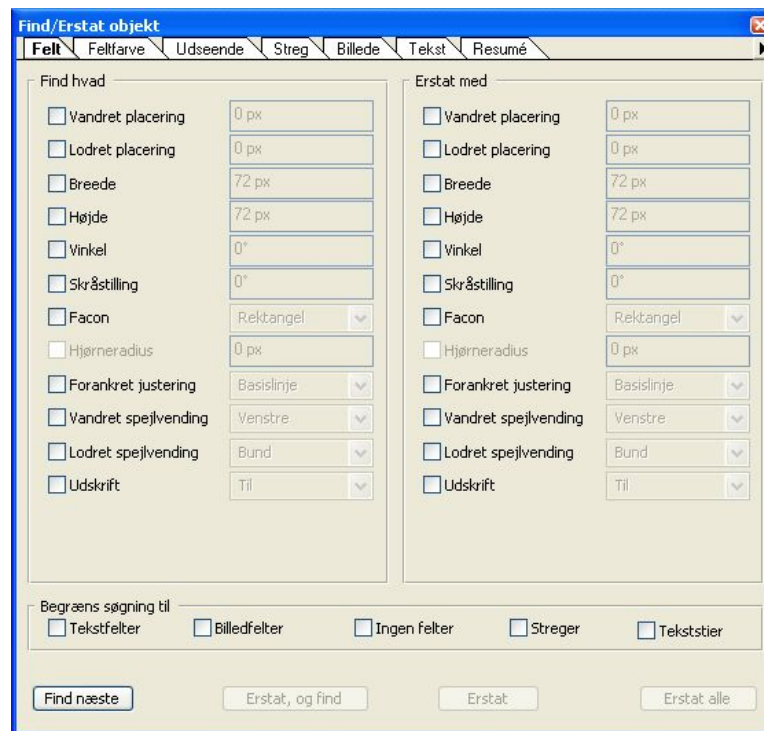 Find/Erstat objekt
Felt Feltfarve Udseende Streg Billede Tekst Resumé
Find hvad
Vandret placering 0 px
Lodret placering 0 px
Breede 72 px
Højde 72 px
Vinkel 0°
Skråstilling 0°
Facon Rektangel
Hjørneradius 0 px
Forankret justering Basislinje
Vandret spejlvending Venstre
Lodret spejlvending Bund
Udskrift Til
Erstat med
Vandret placering 0 px
Lodret placering 0 px
Breede 72 px
Højde 72 px
Vinkel 0°
Skråstilling 0°
Facon Rektangel
Hjørneradius 0 px
Forankret justering Basislinje
Vandret spejlvending Venstre
Lodret spejlvending Bund
Udskrift Til
Begræns søgning til
Tekstfelter Billedfelter Ingen felter Streger Tekststier
Find næste Erstat, og find Erstat Erstat alle